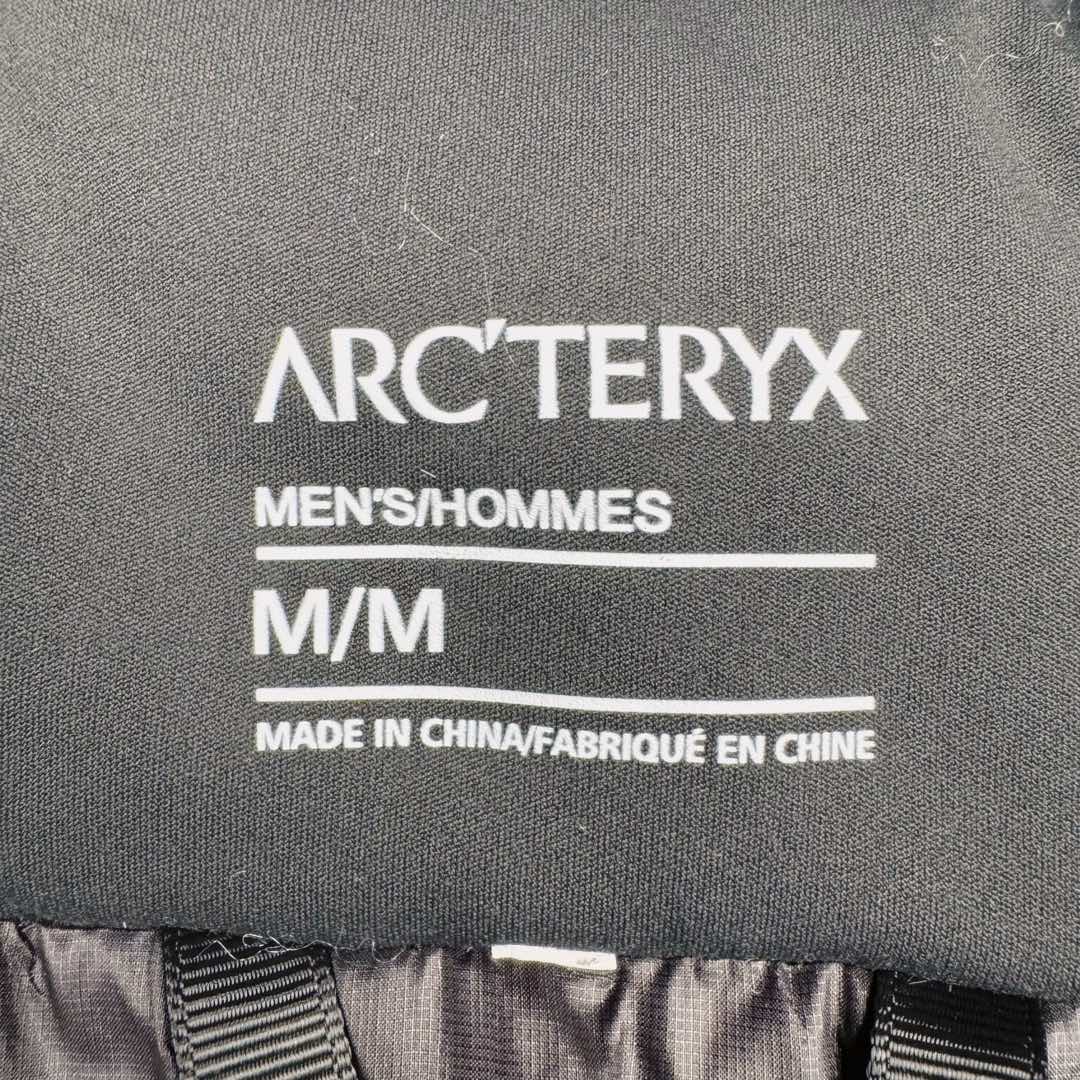 ARC'TERYX
MEN'S/HOMMES
M/M
MADE IN CHINA/FABRIQUÉ EN CHINE